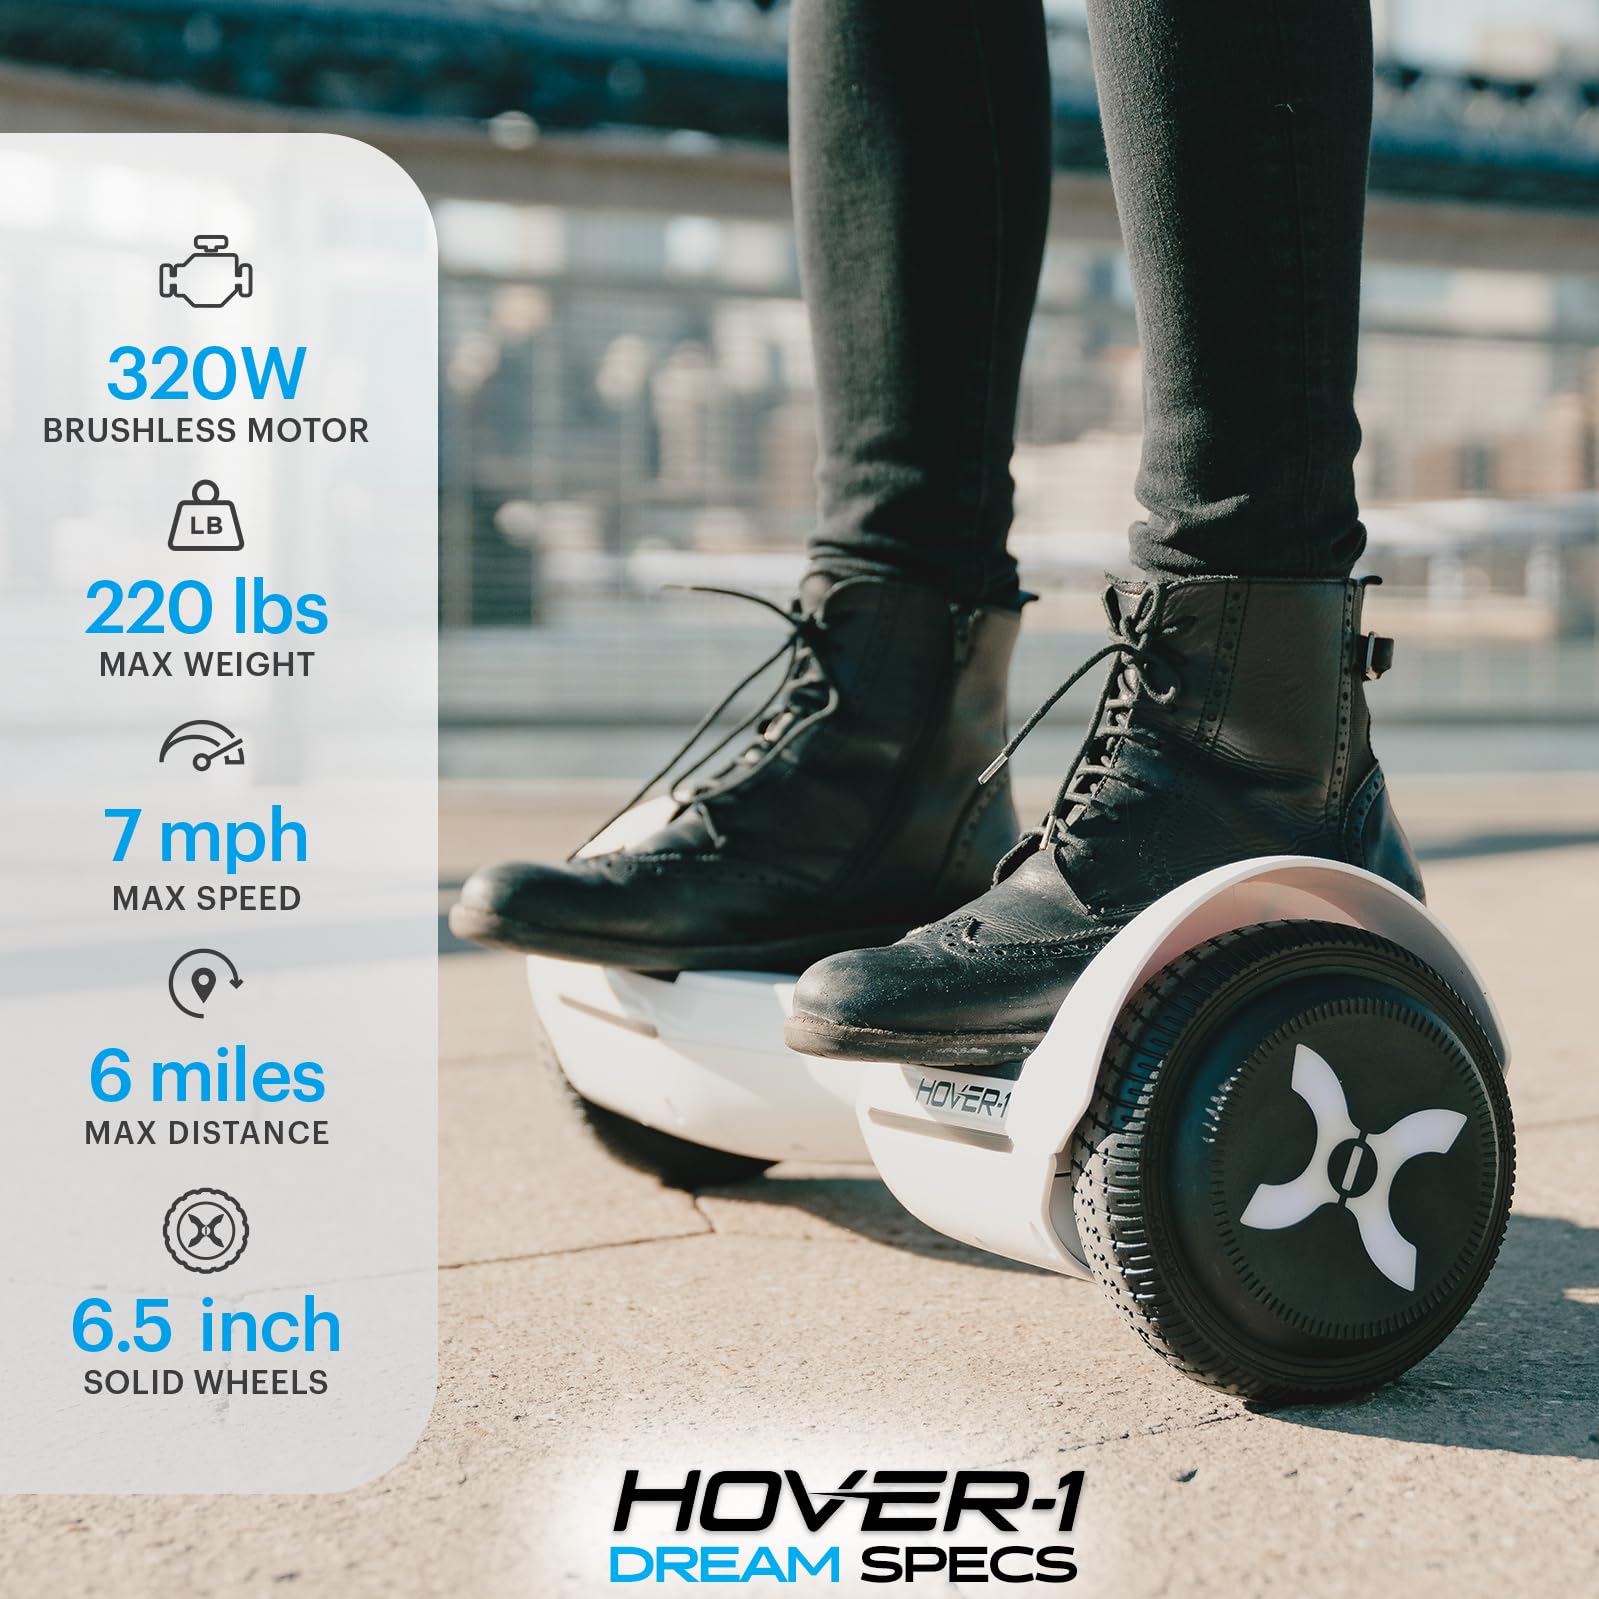 320W
BRUSHLESS MOTOR
LB
220 lbs
MAX WEIGHT
7 mph
MAX SPEED
6 miles
MAX DISTANCE
6.5 inch
SOLID WHEELS
HOVER-1
HOVER-1
DREAM SPECS